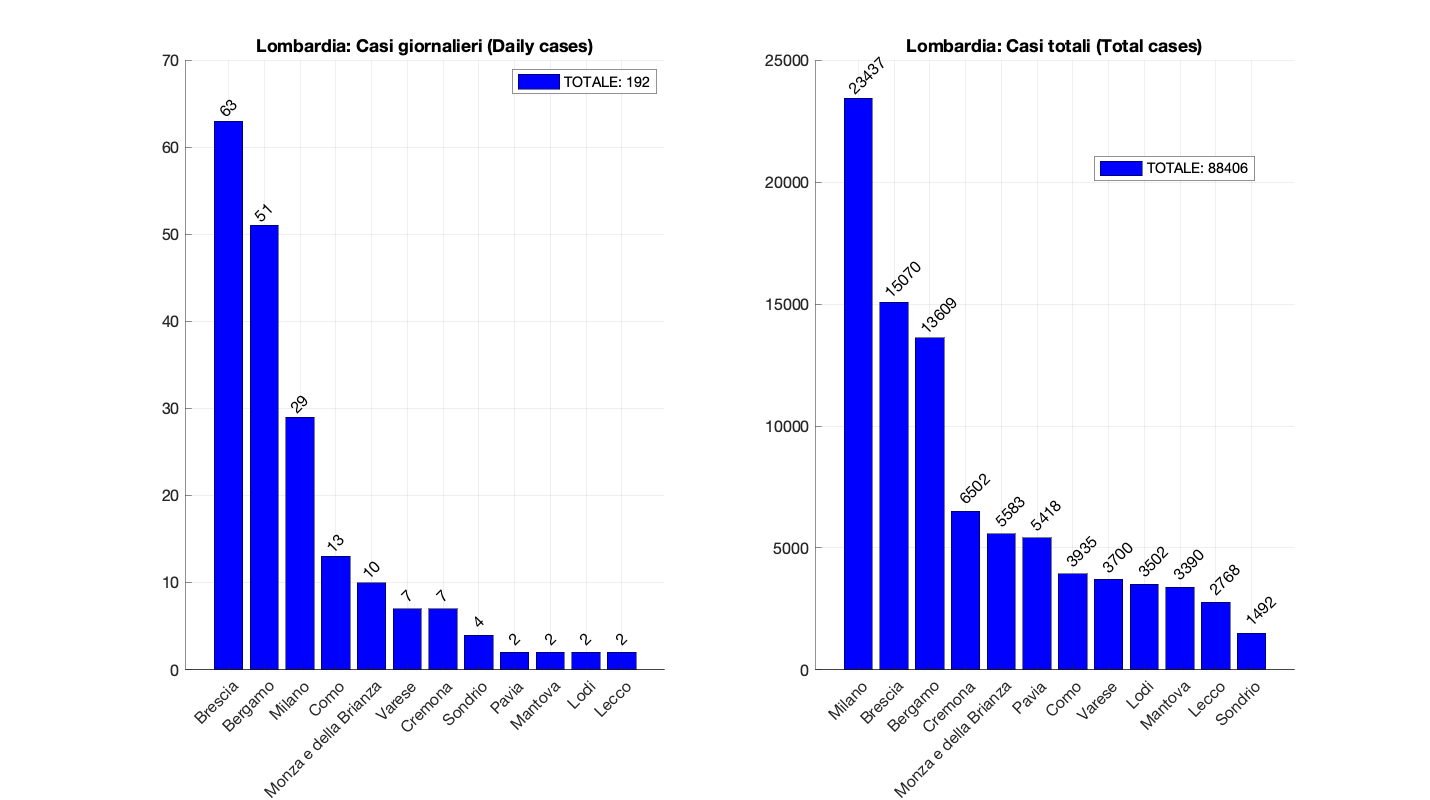 Lombardia: Casi giornalieri (Daily cases)
TOTALE: 192
70
60
50
40
30
20
10
0
63
51
29
13
10
7
7
4
2
2
2
2
Brescia
Bergamo
Milano
Como
Monza e della Brianza
Varese
Cremona
Sondrio
Pavia
Mantova
Lodi
Lecco
Lombardia: Casi totali (Total cases)
TOTALE: 88406
25000
20000
15000
10000
5000
0
23437
15070
13609
6502
5583
5418
3935
3700
3502
3390
2768
1492
Milano
Brescia
Bergamo
Cremona
Monza e della Brianza
Pavia
Como
Varese
Lodi
Mantova
Lecco
Sondrio